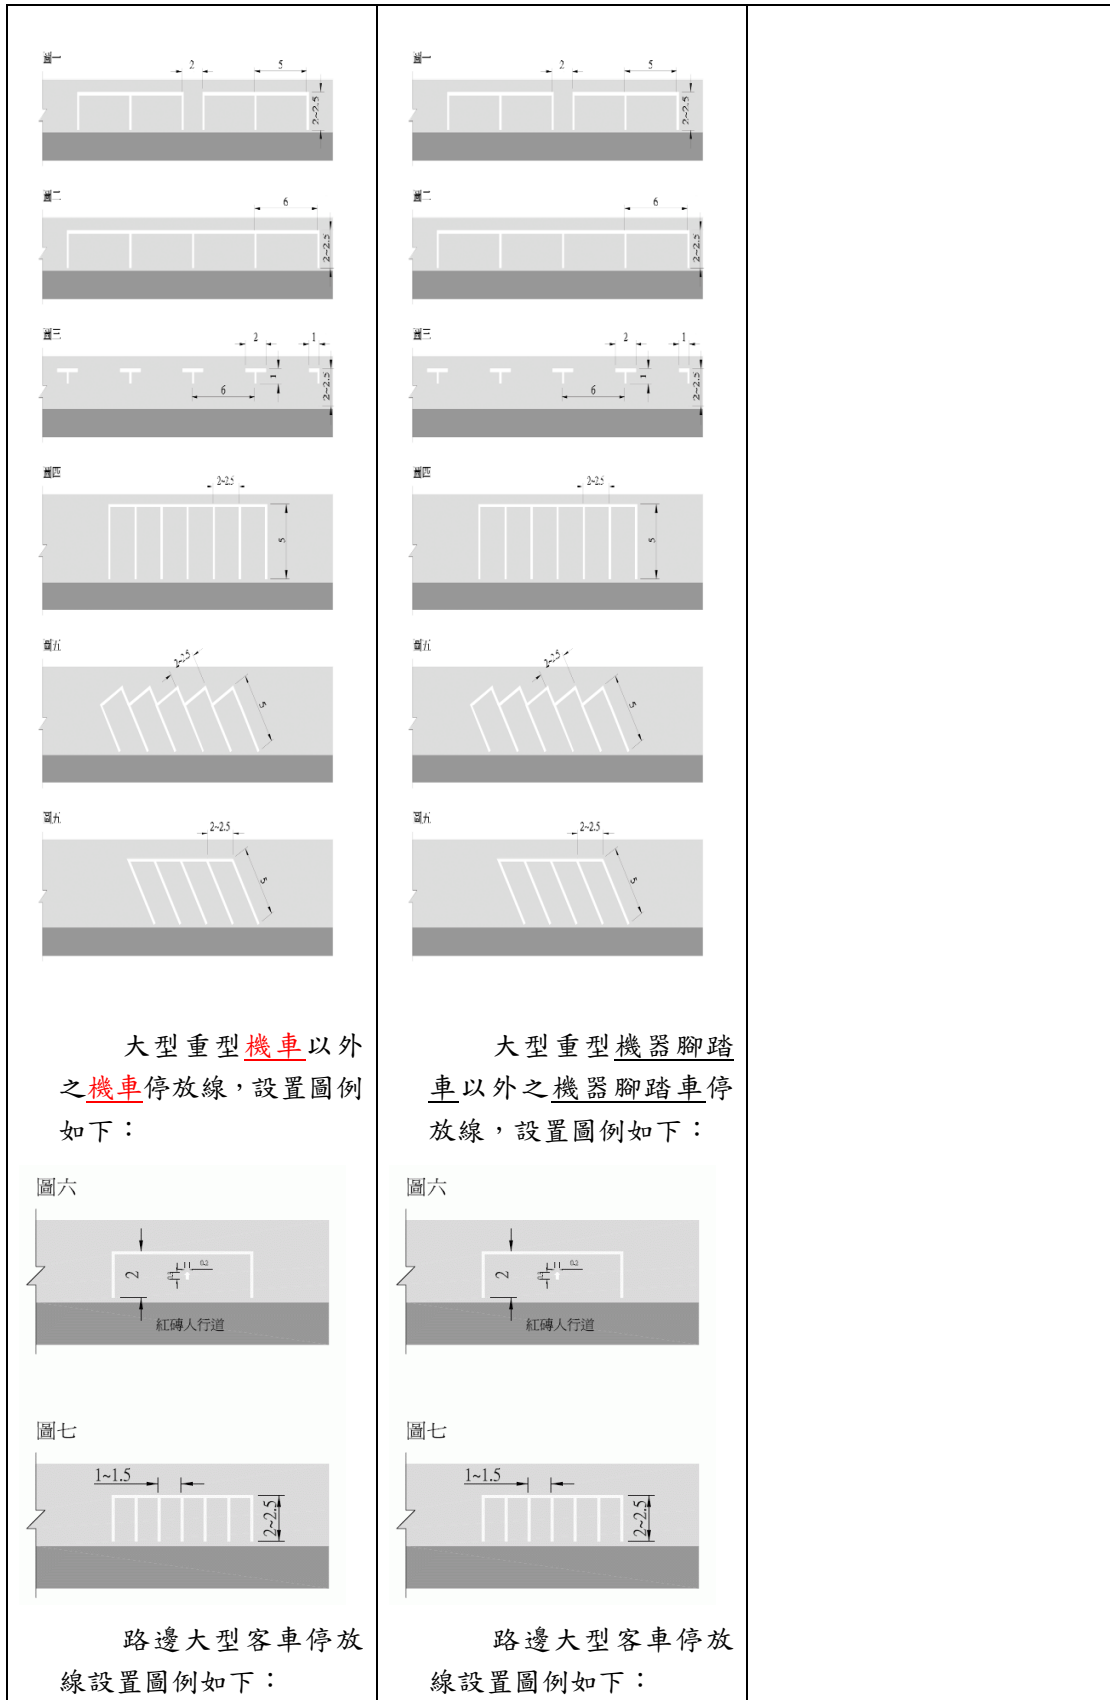 圖一
2
5
2~2.5
圖二
6
2~2.5
圖三
2
1
1
6
2~2.5
圖四
2~2.5
5
圖五
2~2.5
5
圖五
2~2.5
5
大型重型機車以外
之機車停放線，設置圖例
如下：
圖六
2
0.2
紅磚人行道
圖七
1~1.5
2~2.5
路邊大型客車停放
線設置圖例如下：
圖一
2
5
2~2.5
圖二
6
2~2.5
圖三
2
1
1
6
2~2.5
圖四
2~2.5
5
圖五
2~2.5
5
圖五
2~2.5
5
大型重型機器腳踏
車以外之機器腳踏車停
放線，設置圖例如下：
圖六
2
0.2
紅磚人行道
圖七
1~1.5
2~2.5
路邊大型客車停放
線設置圖例如下：